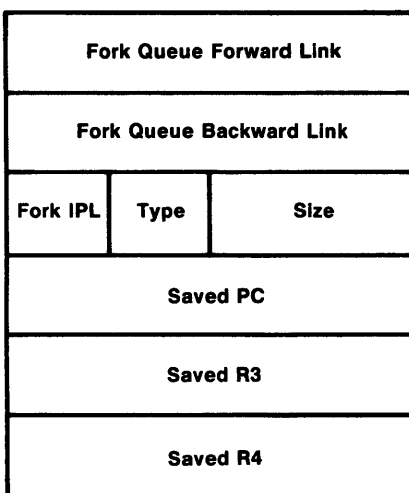 Fork Queue Forward Link
Fork Queue Backward Link
Fork IPL Type Size
Saved PC
Saved R3
Saved R4